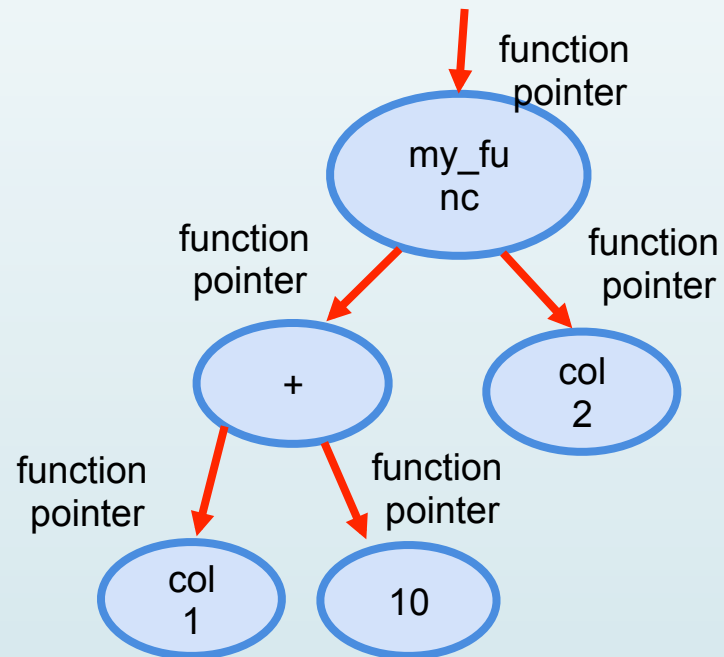 function
pointer
my_fu
nc
function
pointer
function
pointer
+
col
2
function
pointer
function
pointer
col
1
10